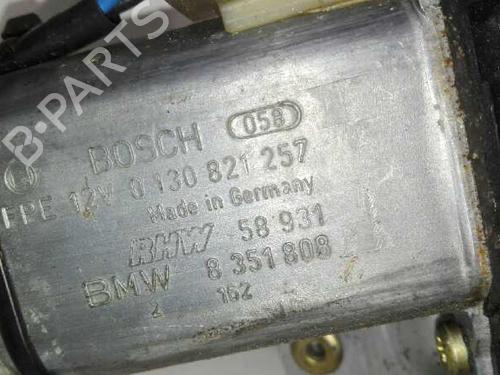 BOSCH 058
FPE 12V 0 130 821 257
Made in Germany
RHW 58 931
BMW 8 351 808
162
B-PARTS